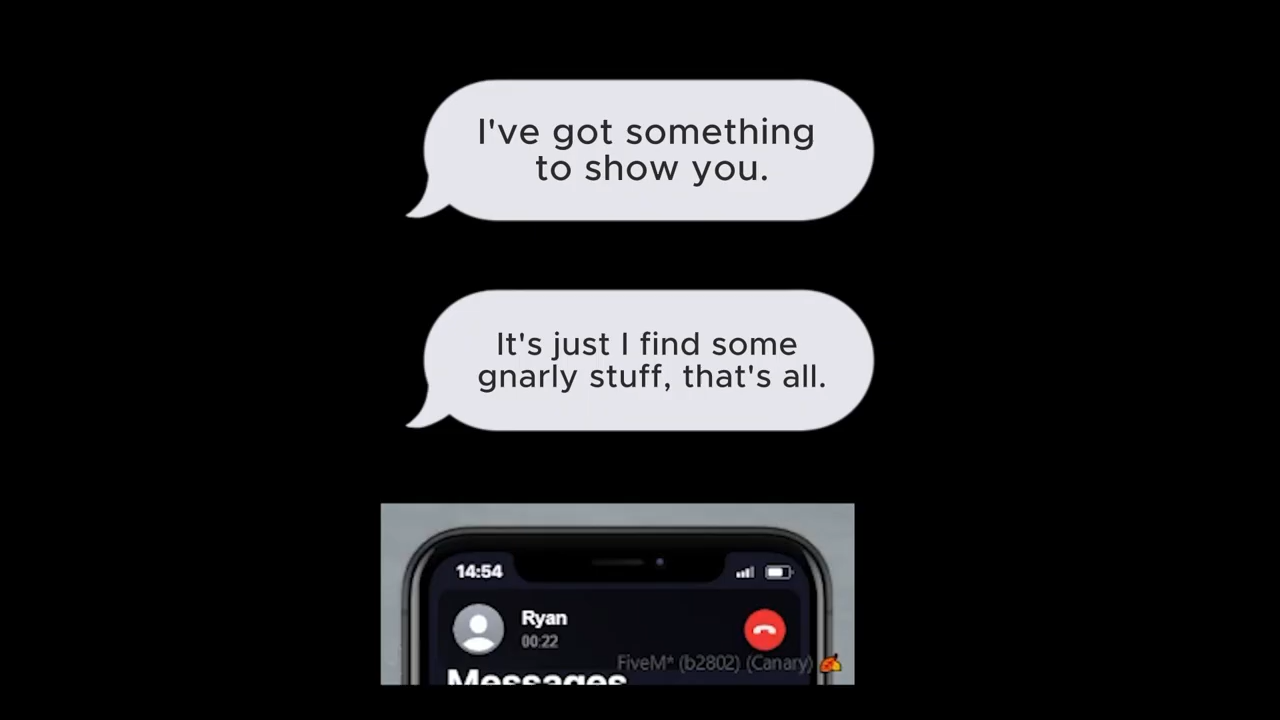 I've got something
to show you.
It's just I find some
gnarly stuff, that's all.
14:54
Ryan
00:22
FiveM* (b2802) (Canary)
Messages